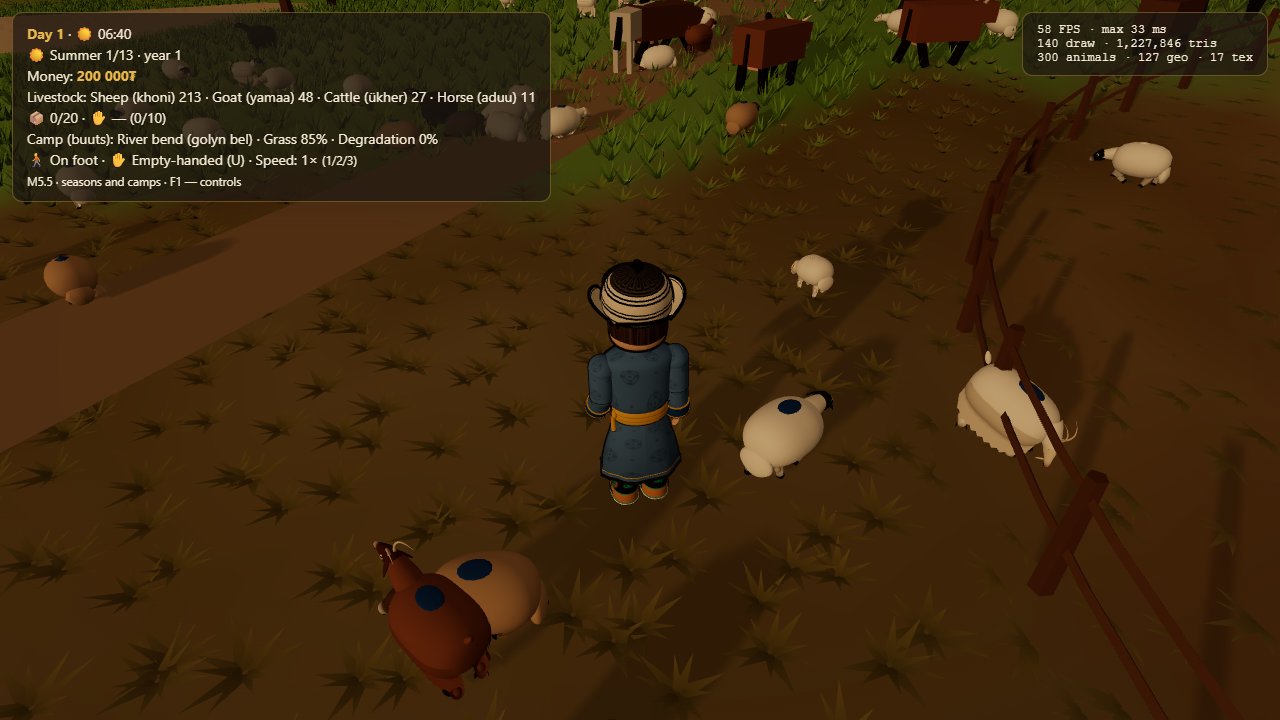 Day 1 · ☀️ 06:40
☀️ Summer 1/13 · year 1
Money: 200 000₮
Livestock: Sheep (khoni) 213 · Goat (yamaa) 48 · Cattle (ükher) 27 · Horse (aduu) 11
📦 0/20 · ✋ — (0/10)
Camp (buuts): River bend (golyn bel) · Grass 85% · Degradation 0%
🚶 On foot · ✋ Empty-handed (U) · Speed: 1× (1/2/3)
M5.5 · seasons and camps · F1 — controls
58 FPS · max 33 ms
140 draw · 1,227,846 tris
300 animals · 127 geo · 17 tex